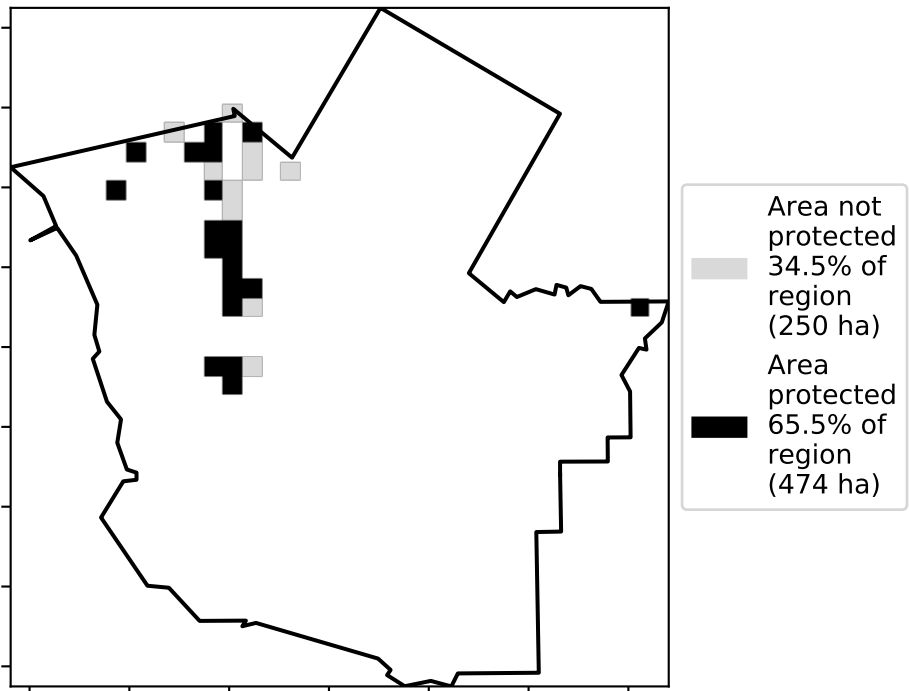 Area not
protected
34.5% of
region
(250 ha)
Area
protected
65.5% of
region
(474 ha)